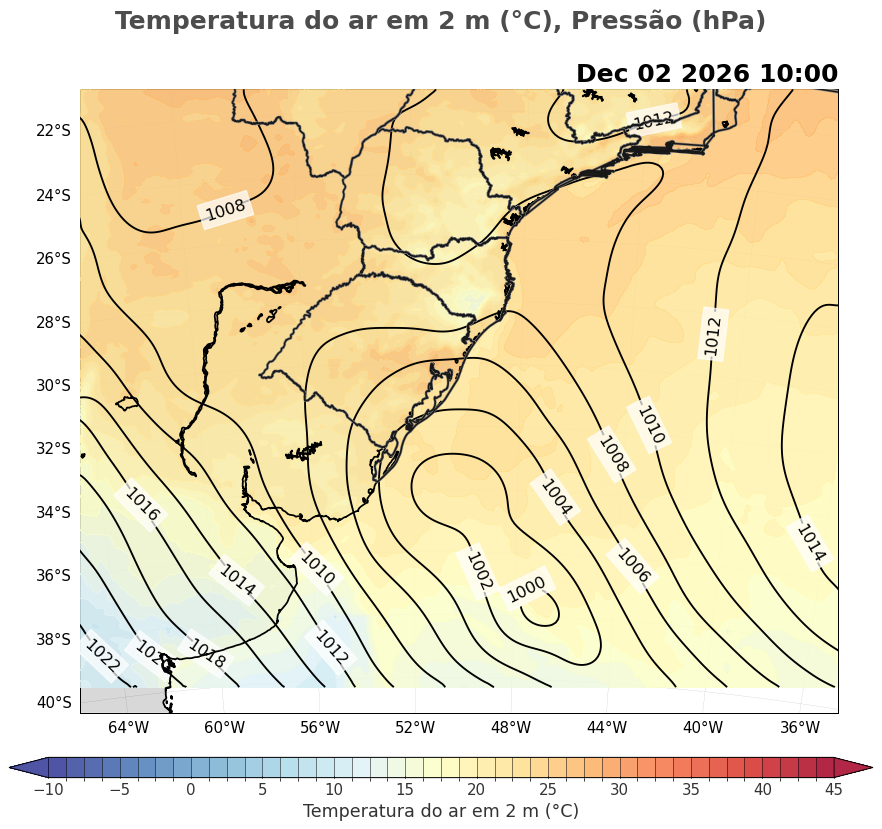 Temperatura do ar em 2 m (°C), Pressão (hPa)
Dec 02 2026 10:00
1012
22°S
24°S
1008
26°S
28°S
1012
30°S
1010
32°S
1008
1016
1004
34°S
1014
1010
1002
1006
36°S
1014
1000
38°S
1022
1018
1012
40°S
64°W 60°W 56°W 52°W 48°W 44°W 40°W 36°W
−10 −5 0 5 10 15 20 25 30 35 40 45
Temperatura do ar em 2 m (°C)